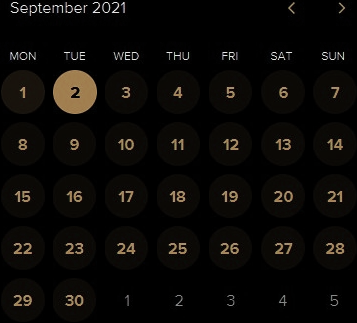 September 2021
MON TUE WED THU FRI SAT SUN
1 2 3 4 5 6 7
8 9 10 11 12 13 14
15 16 17 18 19 20 21
22 23 24 25 26 27 28
29 30 1 2 3 4 5